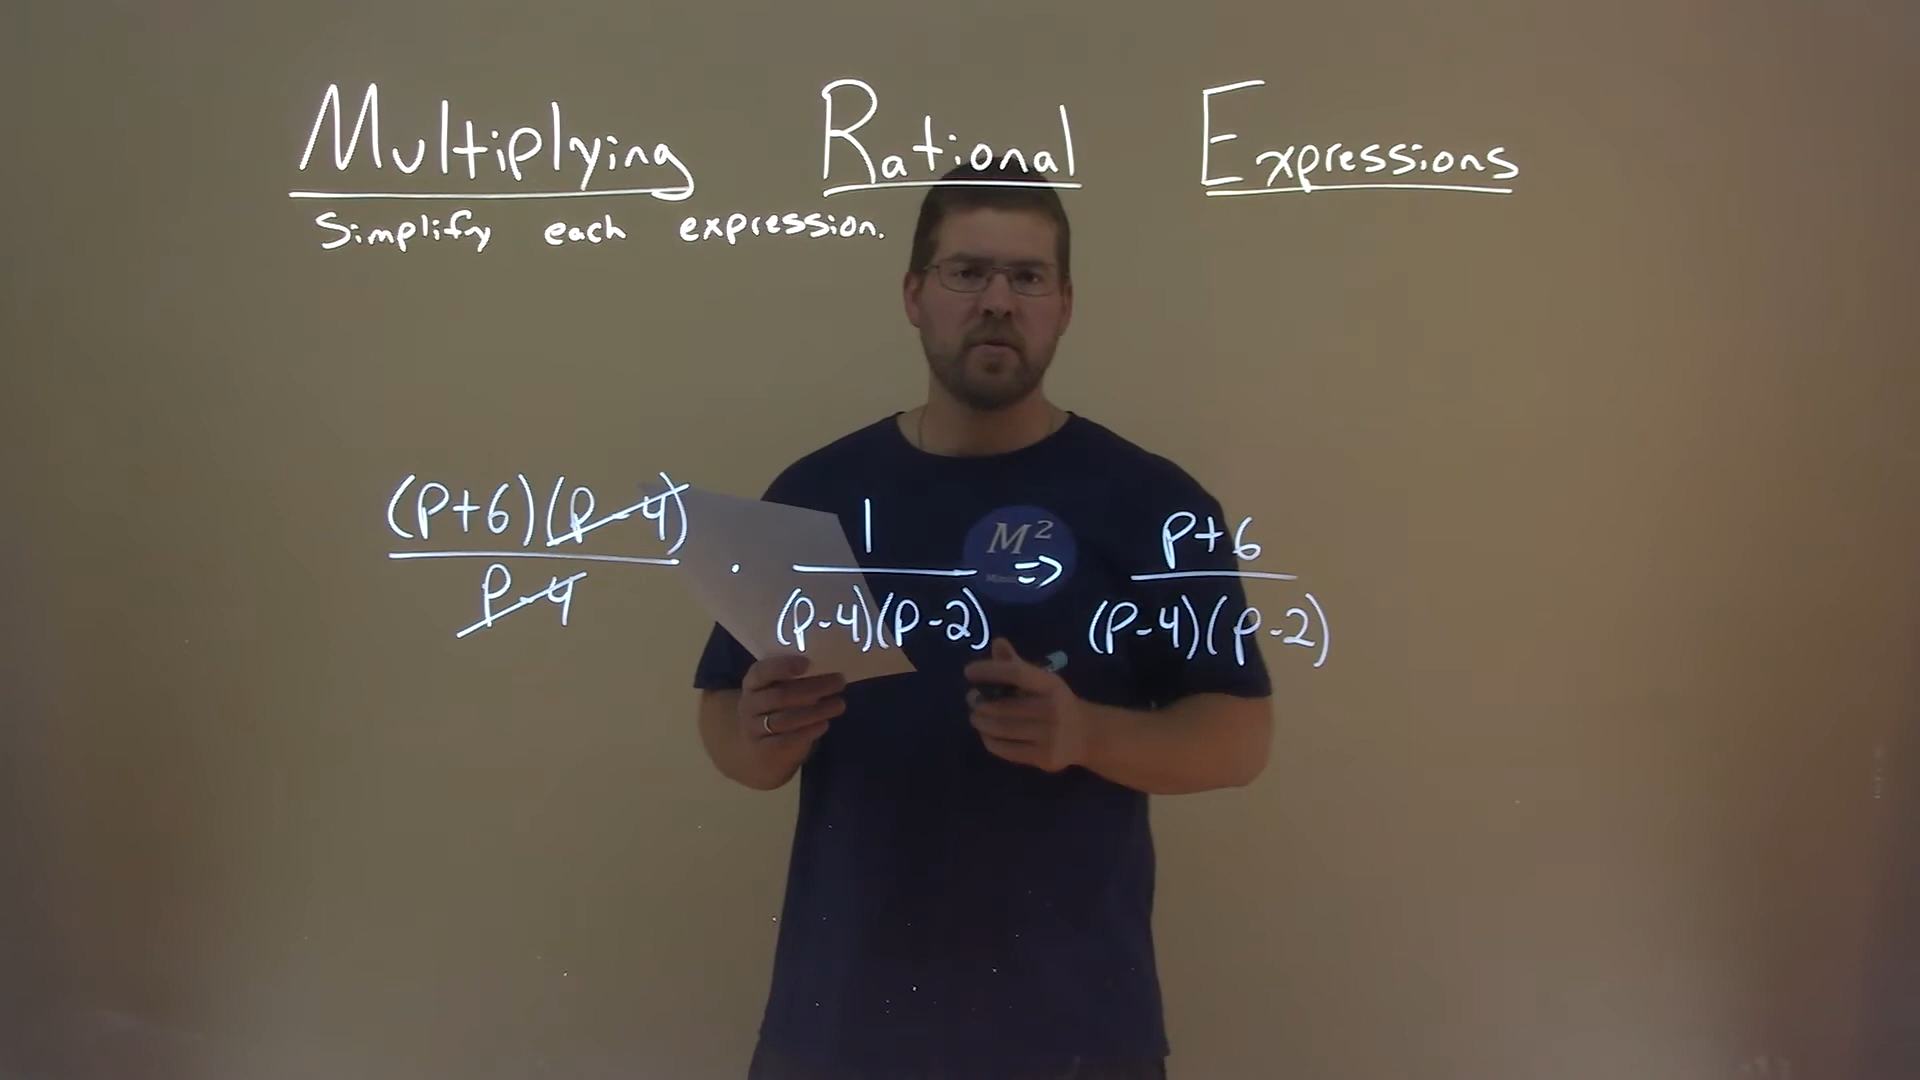 Multiplying Rational Expressions
Simplify each expression.
(p+6)(p-4) / p-4 · 1 / (p-4)(p-2) => p+6 / (p-4)(p-2)
M²